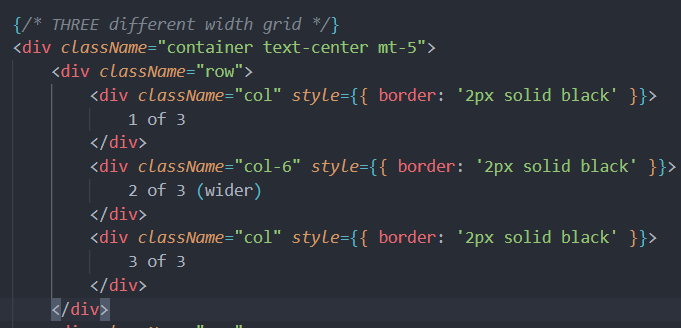 {/* THREE different width grid */}
<div className="container text-center mt-5">
<div className="row">
<div className="col" style={{ border: '2px solid black' }}>
1 of 3
</div>
<div className="col-6" style={{ border: '2px solid black' }}>
2 of 3 (wider)
</div>
<div className="col" style={{ border: '2px solid black' }}>
3 of 3
</div>
</div>